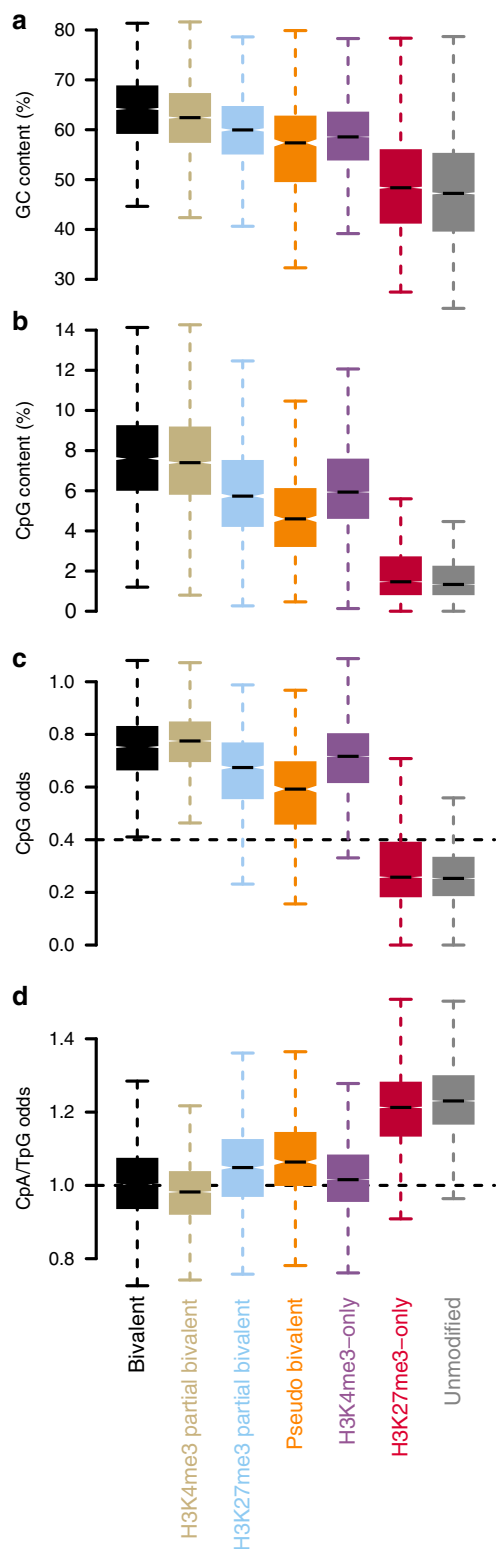 a
GC content (%)
80
70
60
50
40
30
b
CpG content (%)
14
12
10
8
6
4
2
0
c
CpG odds
1.0
0.8
0.6
0.4
0.2
0.0
d
CpA/TpG odds
1.4
1.2
1.0
0.8
Bivalent
H3K4me3 partial bivalent
H3K27me3 partial bivalent
Pseudo bivalent
H3K4me3−only
H3K27me3−only
Unmodified